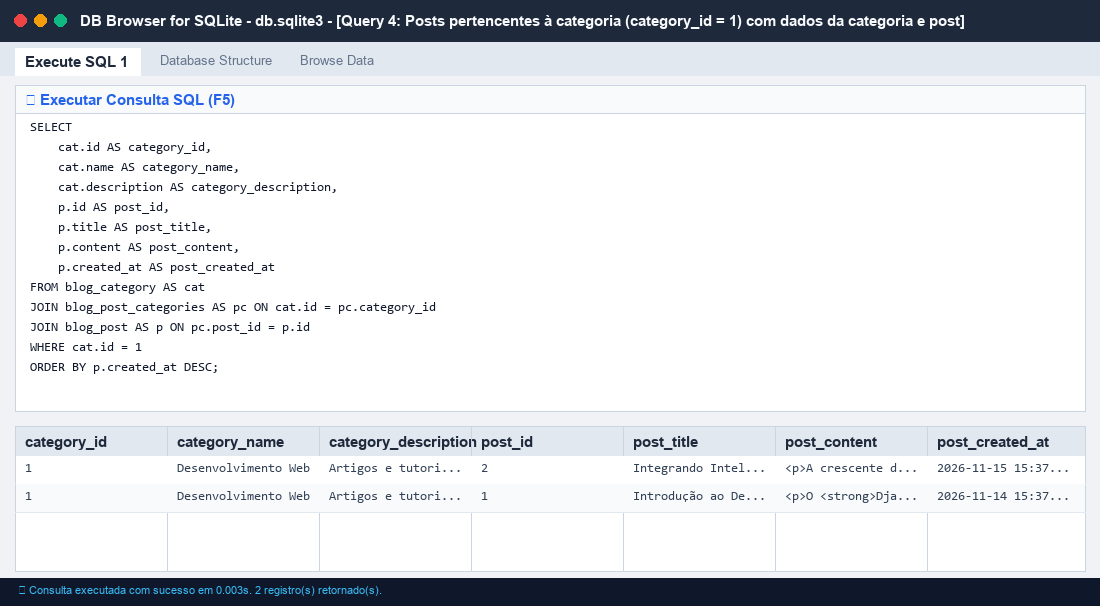 DB Browser for SQLite - db.sqlite3 - [Query 4: Posts pertencentes à categoria (category_id = 1) com dados da categoria e post]
Execute SQL 1 Database Structure Browse Data
Executar Consulta SQL (F5)
SELECT
    cat.id AS category_id,
    cat.name AS category_name,
    cat.description AS category_description,
    p.id AS post_id,
    p.title AS post_title,
    p.content AS post_content,
    p.created_at AS post_created_at
FROM blog_category AS cat
JOIN blog_post_categories AS pc ON cat.id = pc.category_id
JOIN blog_post AS p ON pc.post_id = p.id
WHERE cat.id = 1
ORDER BY p.created_at DESC;
category_id category_name category_description post_id post_title post_content post_created_at
1 Desenvolvimento Web Artigos e tutori... 2 Integrando Intel... <p>A crescente d... 2026-11-15 15:37...
1 Desenvolvimento Web Artigos e tutori... 1 Introdução ao De... <p>O <strong>Dja... 2026-11-14 15:37...
Consulta executada com sucesso em 0.003s. 2 registro(s) retornado(s).